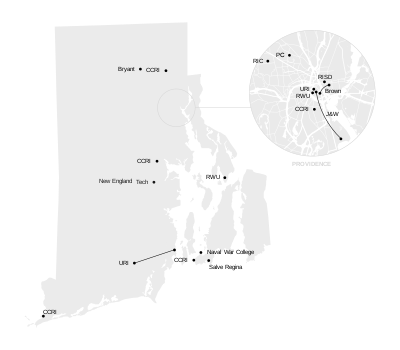 PC
RIC
Bryant
CCRI
RISD
URI
Brown
RWU
CCRI
J&W
PROVIDENCE
CCRI
RWU
New England Tech
Naval War College
URI
CCRI
Salve Regina
CCRI